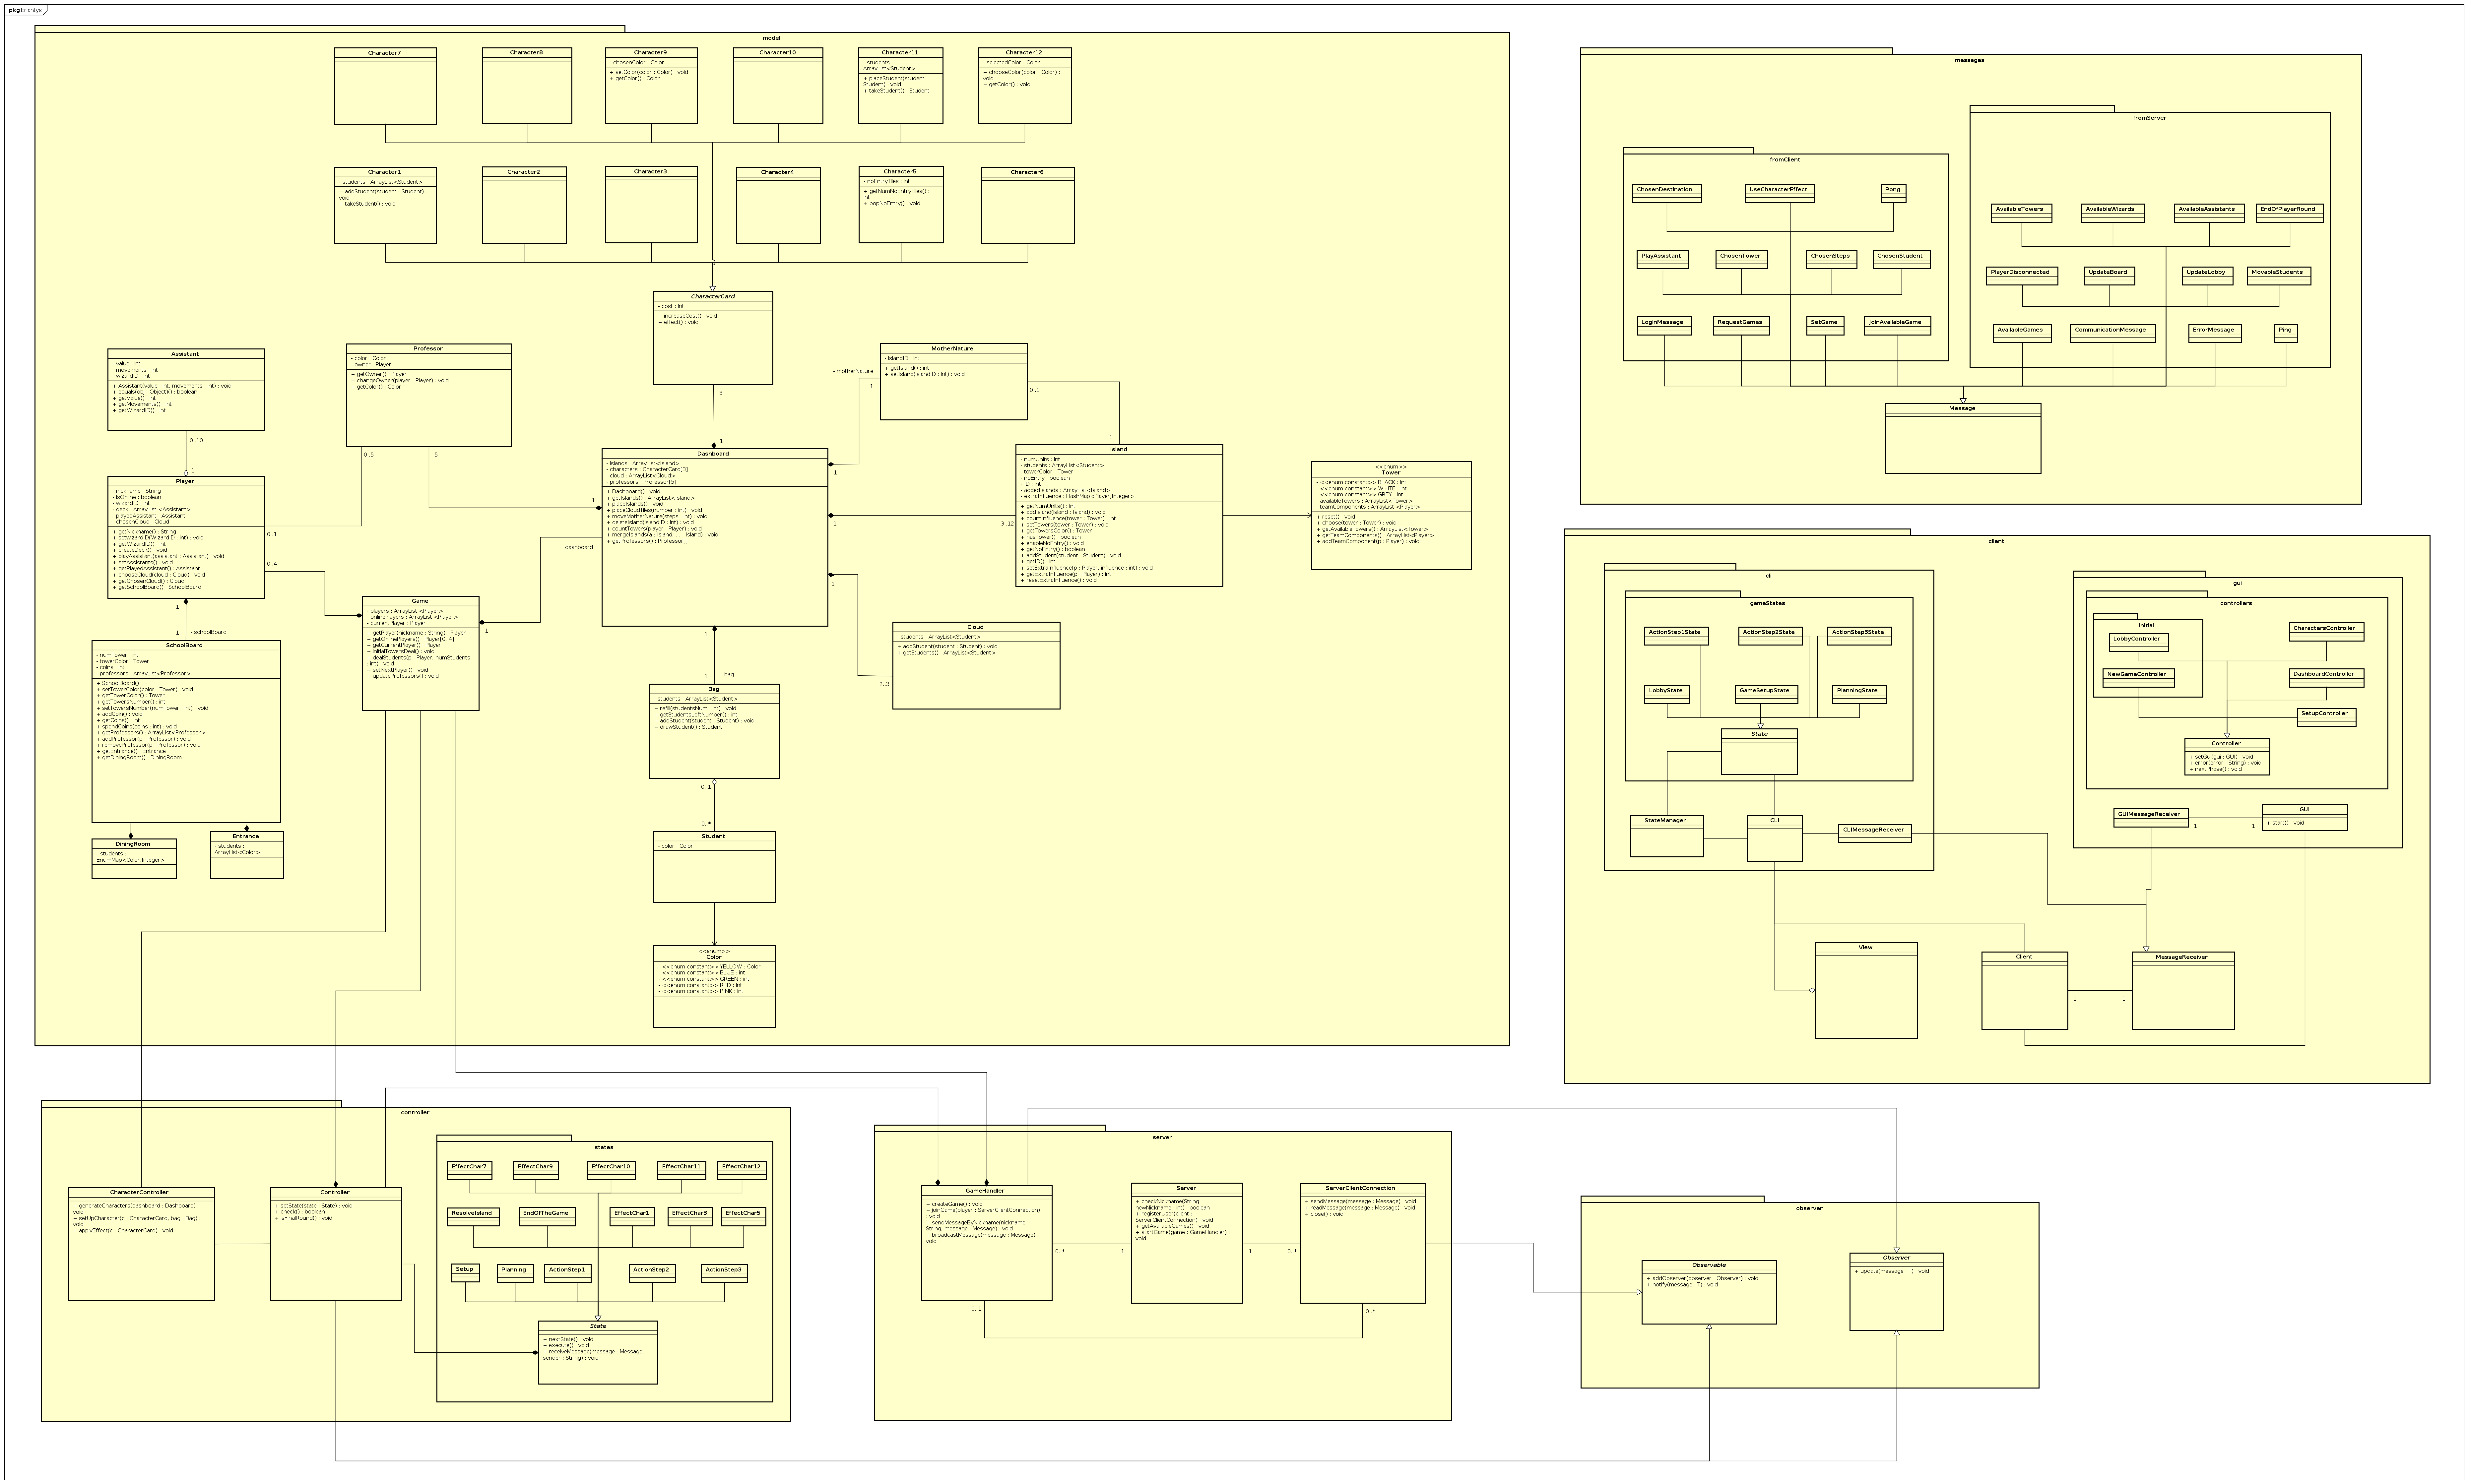 pkg Eriantys
model
Character7
Character8
Character9
- chosenColor : Color
+ setColor(color : Color) : void
+ getColor() : Color
Character10
Character11
- students :
ArrayList<Student>
+ placeStudent(student :
Student) : void
+ takeStudent() : Student
Character12
- selectedColor : Color
+ chooseColor(color : Color) :
void
+ getColor() : void
Character1
- students : ArrayList<Student>
+ addStudent(student : Student) :
void
+ takeStudent() : void
Character2
Character3
Character4
Character5
- noEntryTiles : int
+ getNumNoEntryTiles() :
int
+ popNoEntry() : void
Character6
CharacterCard
- cost : int
+ increaseCost() : void
+ effect() : void
3
1
Assistant
- value : int
- movements : int
- wizardID : int
+ Assistant(value : int, movements : int) : void
+ equals(obj : Object() : boolean
+ getValue() : int
+ getMovements() : int
+ getWizardID() : int
0..10
1
Professor
- color : Color
- owner : Player
+ getOwner() : Player
+ changeOwner(player : Player) : void
+ getColor() : Color
0..5
5
1
MotherNature
- islandID : int
+ getIsland() : int
+ setIsland(islandID : int) : void
- motherNature
1
1
0..1
1
Player
- nickname : String
- isOnline : boolean
- wizardID : int
- deck : ArrayList <Assistant>
- playedAssistant : Assistant
- chosenCloud : Cloud
+ getNickname() : String
+ setwizardID(WizardID : int) : void
+ getWizardID() : int
+ createDeck() : void
+ playAssistant(assistant : Assistant) : void
+ setAssistants() : void
+ getPlayedAssistant() : Assistant
+ chooseCloud(cloud : Cloud) : void
+ getChosenCloud() : Cloud
+ getSchoolBoard() : SchoolBoard
0..1
0..4
1
1
- schoolBoard
Dashboard
- islands : ArrayList<Island>
- characters : CharacterCard[3]
- cloud : ArrayList<Cloud>
- professors : Professor[5]
+ Dashboard() : void
+ getIslands() : ArrayList<Island>
+ placeIslands() : void
+ placeCloudTiles(number : int) : void
+ moveMotherNature(steps : int) : void
+ deleteIsland(IslandID : int) : void
+ countTowers(player : Player) : void
+ mergeIslands(a : Island, ... : Island) : void
+ getProfessors() : Professor[]
dashboard
1
1
3,12
1
2..3
Island
- numUnits : int
- students : ArrayList<Student>
- towerColor : Tower
- noEntry : boolean
- ID : int
- addedIslands : ArrayList<Island>
- extraInfluence : HashMap<Player,Integer>
+ getNumUnits() : int
+ addIsland(island : Island) : void
+ countInfluence(tower : Tower) : int
+ setTowers(tower : Tower) : void
+ getTowersColor() : Tower
+ hasTower() : boolean
+ enableNoEntry() : void
+ getNoEntry() : boolean
+ addStudent(student : Student) : void
+ getID() : int
+ setExtraInfluence(p : Player, influence : int) : void
+ getExtraInfluence(p : Player) : int
+ resetExtraInfluence() : void
<<enum>>
Tower
- <<enum constant>> BLACK : int
- <<enum constant>> WHITE : int
- <<enum constant>> GREY : int
- availableTowers : ArrayList<Tower>
- teamComponents : ArrayList <Player>
+ reset() : void
+ choose(tower : Tower) : void
+ getAvailableTowers() : ArrayList<Tower>
+ getTeamComponents() : ArrayList<Player>
+ addTeamComponent(p : Player) : void
Game
- players : ArrayList <Player>
- onlinePlayers : ArrayList <Player>
- currentPlayer : Player
+ getPlayer(nickname : String) : Player
+ getOnlinePlayers() : Player[0..4]
+ getCurrentPlayer() : Player
+ initialTowersDeal() : void
+ dealStudents(p : Player, numStudents
: int) : void
+ setNextPlayer() : void
+ updateProfessors() : void
SchoolBoard
- numTower : int
- towerColor : Tower
- coins : int
- professors : ArrayList<Professor>
+ SchoolBoard()
+ setTowerColor(color : Tower) : void
+ getTowerColor() : Tower
+ getTowersNumber() : int
+ setTowersNumber(numTower : int) : void
+ addCoin() : void
+ getCoins() : int
+ spendCoins(coins : int) : void
+ getProfessors() : ArrayList<Professor>
+ addProfessor(p : Professor) : void
+ removeProfessor(p : Professor) : void
+ getEntrance() : Entrance
+ getDiningRoom() : DiningRoom
Cloud
- students : ArrayList<Student>
+ addStudent(student : Student) : void
+ getStudents() : ArrayList<Student>
1
1
- bag
Bag
- students : ArrayList<Student>
+ refill(studentsNum : int) : void
+ getStudentsLeftNumber() : int
+ addStudent(student : Student) : void
+ drawStudent() : Student
0..1
0..*
DiningRoom
- students :
EnumMap<Color,Integer>
Entrance
- students :
ArrayList<Color>
Student
- color : Color
<<enum>>
Color
- <<enum constant>> YELLOW : Color
- <<enum constant>> BLUE : int
- <<enum constant>> GREEN : int
- <<enum constant>> RED : int
- <<enum constant>> PINK : int
messages
fromClient
ChosenDestination
UseCharacterEffect
Pong
PlayAssistant
ChosenTower
ChosenSteps
ChosenStudent
LoginMessage
RequestGames
SetGame
JoinAvailableGame
fromServer
AvailableTowers
AvailableWizards
AvailableAssistants
EndOfPlayerRound
PlayerDisconnected
UpdateBoard
UpdateLobby
MovableStudents
AvailableGames
CommunicationMessage
ErrorMessage
Ping
Message
client
cli
gameStates
ActionStep1State
ActionStep2State
ActionStep3State
LobbyState
GameSetupState
PlanningState
State
StateManager
CLI
CLIMessageReceiver
gui
controllers
initial
LobbyController
NewGameController
CharactersController
DashboardController
SetupController
Controller
+ setGui(gui : GUI) : void
+ error(error : String) : void
+ nextPhase() : void
GUIMessageReceiver
1
1
GUI
+ start() : void
View
Client
1
1
MessageReceiver
controller
CharacterController
+ generateCharacters(dashboard : Dashboard) :
void
+ setUpCharacter(c : CharacterCard, bag : Bag) :
void
+ applyEffect(c : CharacterCard) : void
Controller
+ setState(state : State) : void
+ check() : boolean
+ isFinalRound() : void
states
EffectChar7
EffectChar9
EffectChar10
EffectChar11
EffectChar12
ResolveIsland
EndOfTheGame
EffectChar1
EffectChar3
EffectChar5
Setup
Planning
ActionStep1
ActionStep2
ActionStep3
State
+ nextState() : void
+ execute() : void
+ receiveMessage(message : Message,
sender : String) : void
server
GameHandler
+ createGame() : void
+ joinGame(player : ServerClientConnection)
: void
+ sendMessageByNickname(nickname :
String, message : Message) : void
+ broadcastMessage(message : Message) :
void
0..*
1
Server
+ checkNickname(String
newNickname : int) : boolean
+ registerUser(client :
ServerClientConnection) : void
+ getAvailableGames() : void
+ startGame(game : GameHandler) :
void
1
0..*
ServerClientConnection
+ sendMessage(message : Message) : void
+ readMessage(message : Message) : void
+ close() : void
0..1
0..*
observer
Observable
+ addObserver(observer : Observer) : void
+ notify(message : T) : void
Observer
+ update(message : T) : void